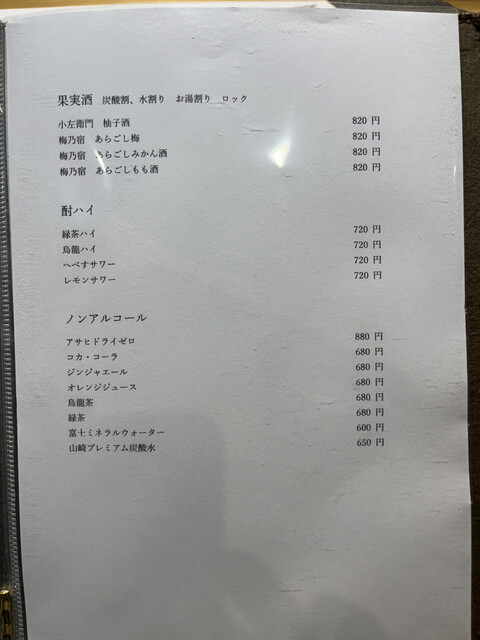 果実酒　炭酸割、水割り　お湯割り　ロック
小左衛門　柚子酒　820 円
梅乃宿　あらごし梅　820 円
梅乃宿　あらごしみかん酒　820 円
梅乃宿　あらごしもも酒　820 円
酎ハイ
緑茶ハイ　720 円
烏龍ハイ　720 円
へべすサワー　720 円
レモンサワー　720 円
ノンアルコール
アサヒドライゼロ　880 円
コカ・コーラ　680 円
ジンジャエール　680 円
オレンジジュース　680 円
烏龍茶　680 円
緑茶　680 円
富士ミネラルウォーター　600 円
山崎プレミアム炭酸水　650 円